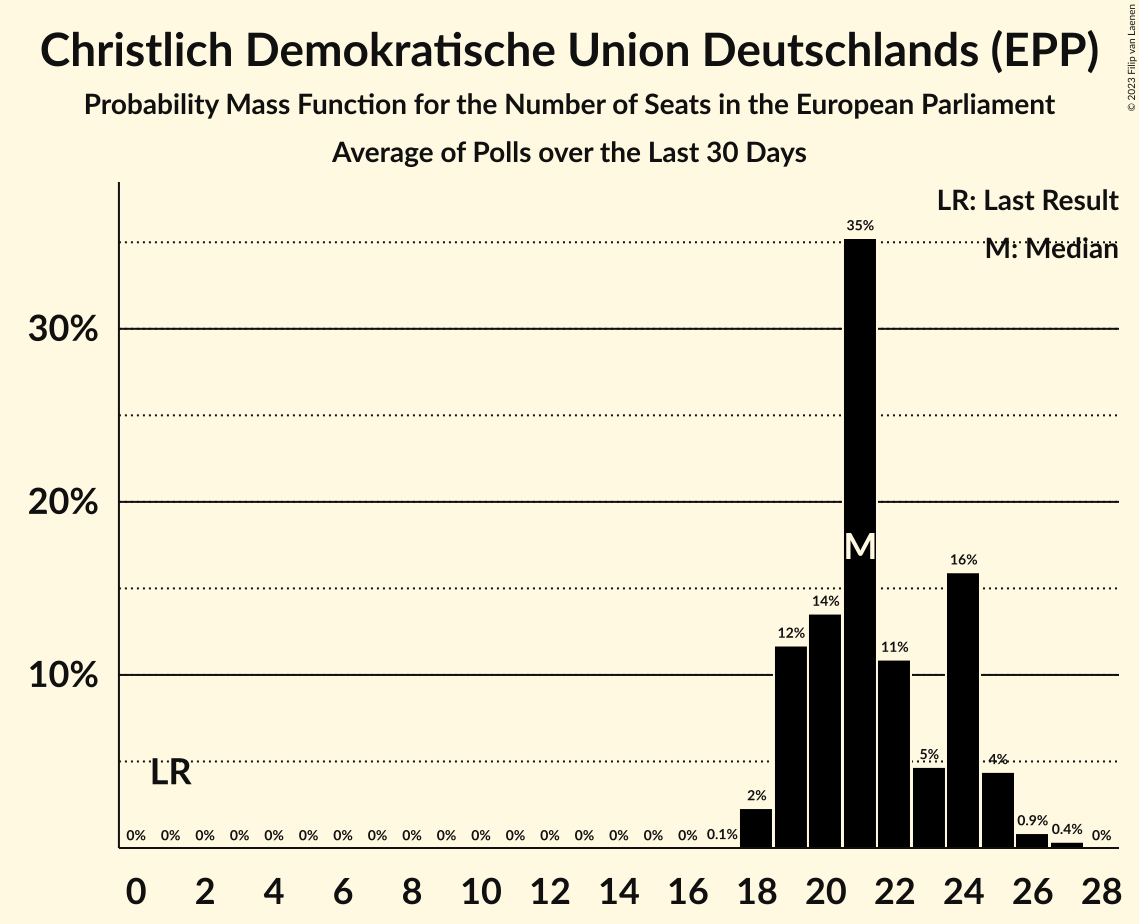 Christlich Demokratische Union Deutschlands (EPP)
Probability Mass Function for the Number of Seats in the European Parliament
Average of Polls over the Last 30 Days
© 2023 Filip van Laenen
LR: Last Result
M: Median
35%
30%
20%
M
16%
14%
12%
11%
10%
5%
4%
LR
2%
0% 0% 0% 0% 0% 0% 0% 0% 0% 0% 0% 0% 0% 0% 0% 0% 0% 0.1% 0.9% 0.4% 0%
0 2 4 6 8 10 12 14 16 18 20 22 24 26 28